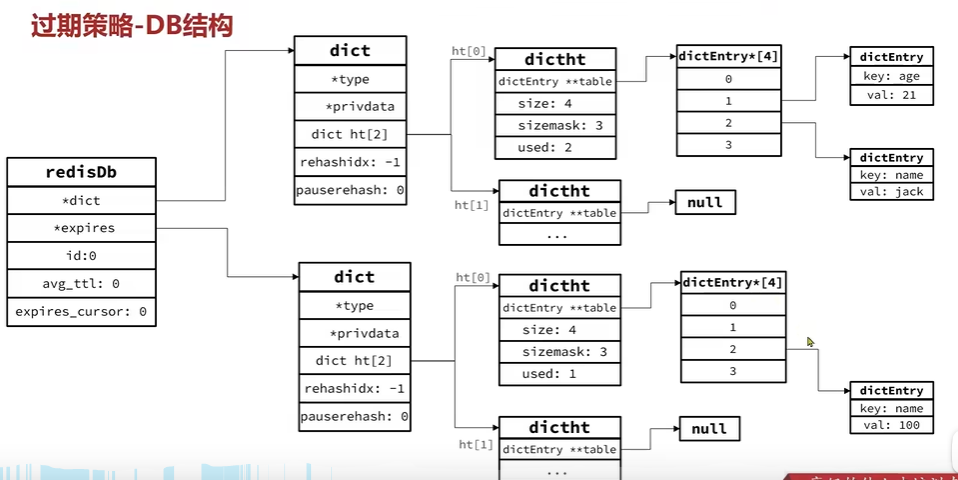 过期策略-DB结构
redisDb
*dict
*expires
id:0
avg_ttl: 0
expires_cursor: 0
dict
*type
*privdata
dict ht[2]
rehashidx: -1
pauserehash: 0
ht[0]
dictht
dictEntry **table
size: 4
sizemask: 3
used: 2
dictEntry*[4]
0
1
2
3
dictEntry
key: age
val: 21
dictEntry
key: name
val: jack
ht[1]
dictht
dictEntry **table
...
null
dict
*type
*privdata
dict ht[2]
rehashidx: -1
pauserehash: 0
ht[0]
dictht
dictEntry **table
size: 4
sizemask: 3
used: 1
dictEntry*[4]
0
1
2
3
dictEntry
key: name
val: 100
ht[1]
dictht
dictEntry **table
...
null